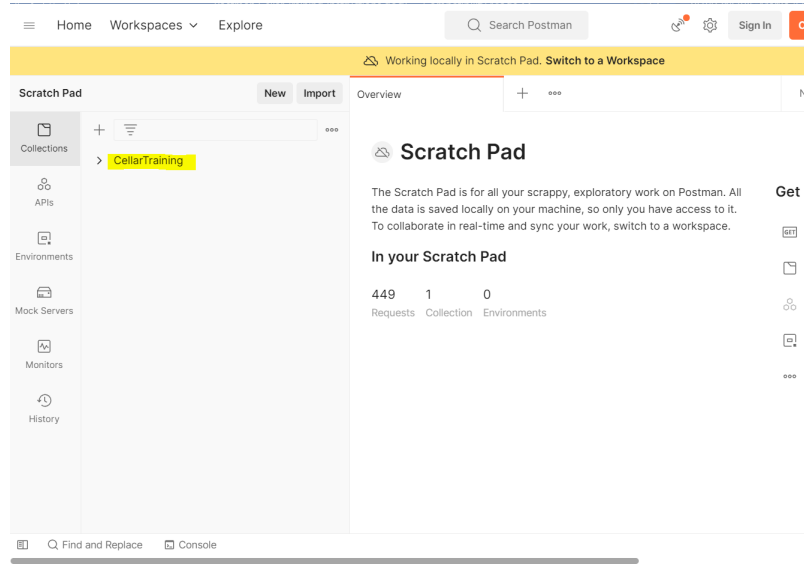 Home Workspaces Explore Search Postman Sign In
Working locally in Scratch Pad. Switch to a Workspace
Scratch Pad New Import Overview
Collections
CellarTraining
APIs
Environments
Mock Servers
Monitors
History
Scratch Pad
The Scratch Pad is for all your scrappy, exploratory work on Postman. All
the data is saved locally on your machine, so only you have access to it.
To collaborate in real-time and sync your work, switch to a workspace.
In your Scratch Pad
449 1 0
Requests Collection Environments
Get
GET
Find and Replace Console